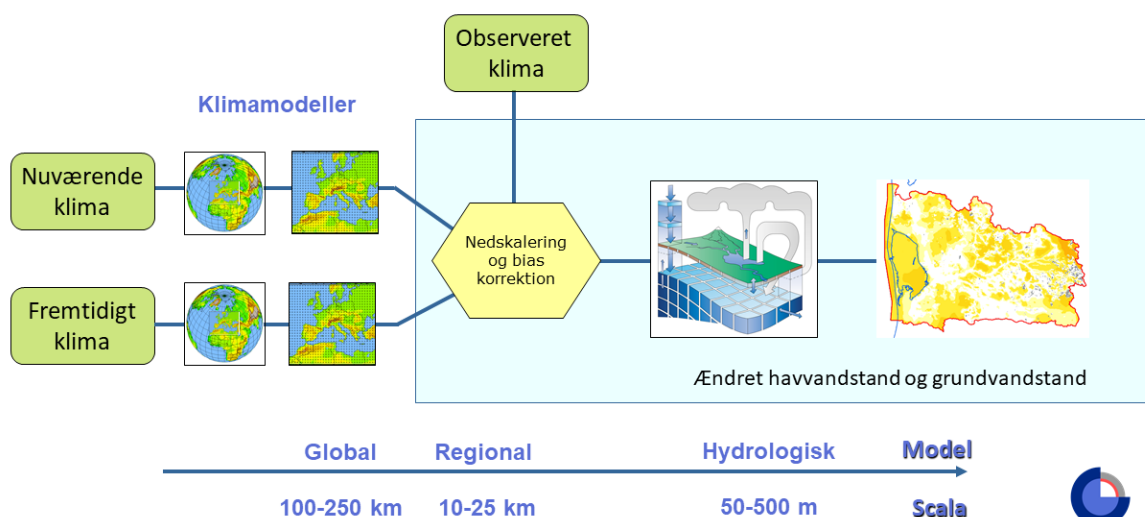 Observeret
klima
Klimamodeller
Nuværende
klima
Nedskalering
og bias
korrektion
Fremtidigt
klima
Ændret havvandstand og grundvandstand
Global Regional Hydrologisk Model
100-250 km 10-25 km 50-500 m Scala